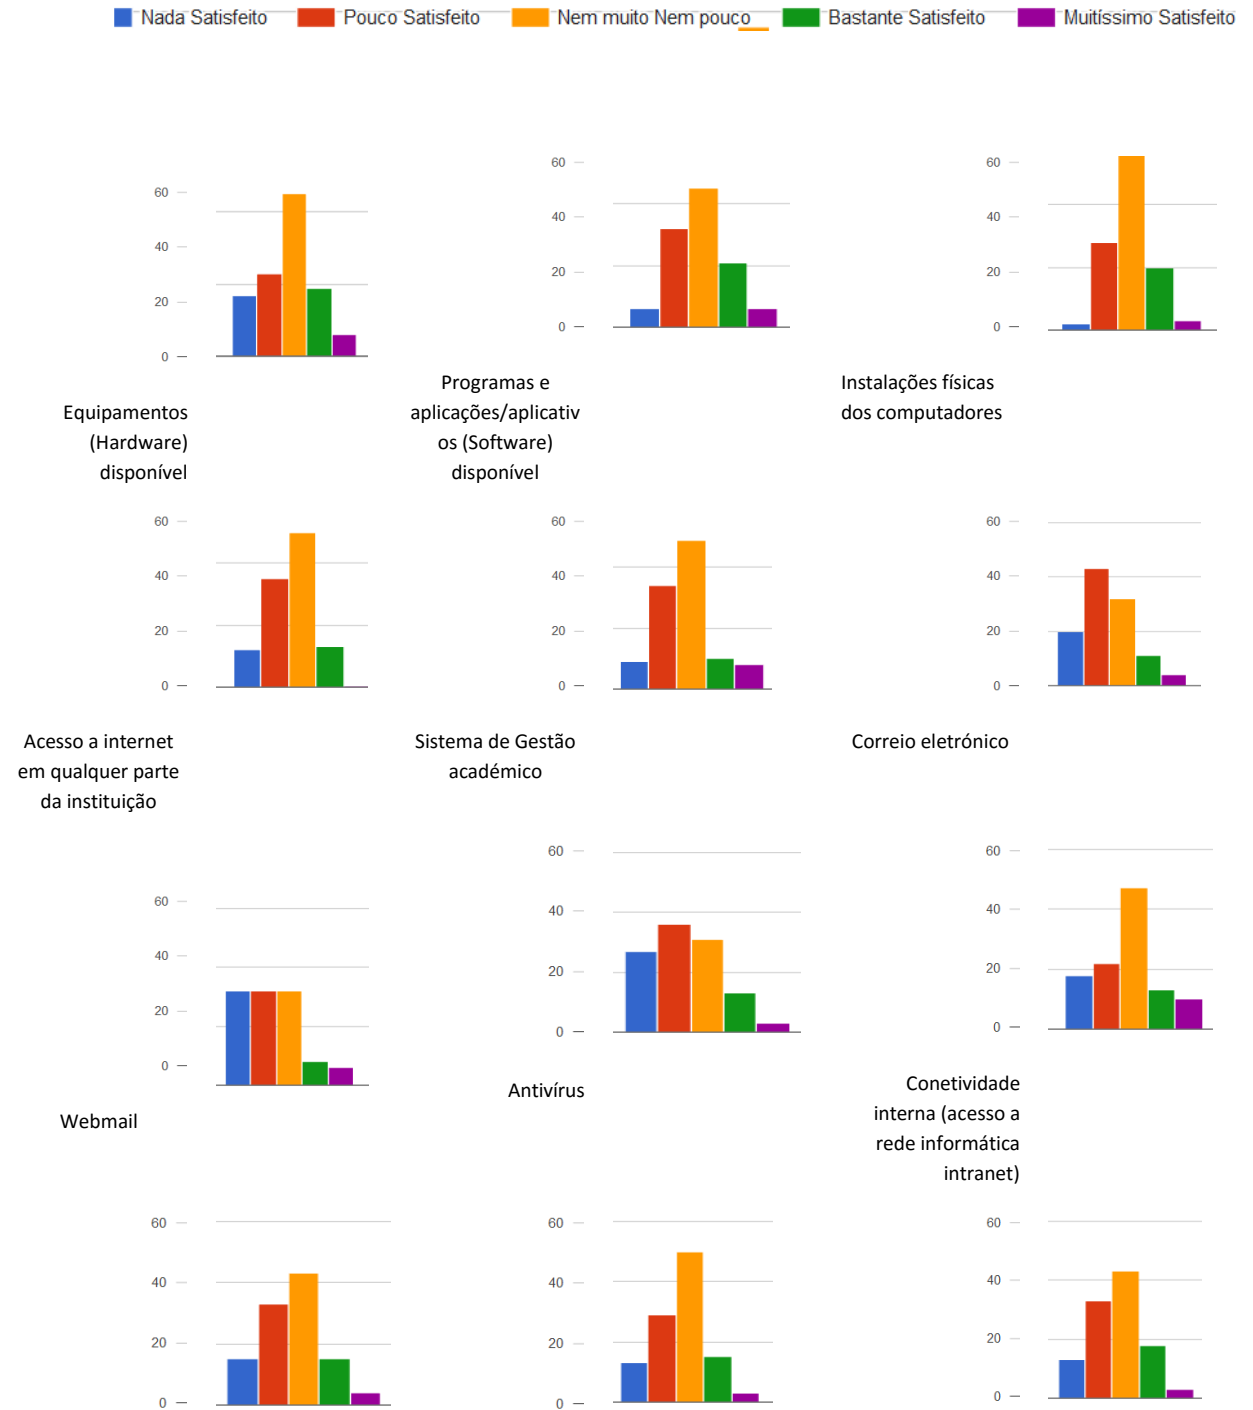 Nada Satisfeito Pouco Satisfeito Nem muito Nem pouco Bastante Satisfeito Muitíssimo Satisfeito
60
40
20
0
Equipamentos
(Hardware)
disponível
60
40
20
0
Programas e
aplicações/aplicativ
os (Software)
disponível
60
40
20
0
Instalações físicas
dos computadores
60
40
20
0
Acesso a internet
em qualquer parte
da instituição
60
40
20
0
Sistema de Gestão
académico
60
40
20
0
Correio eletrónico
60
40
20
0
Webmail
60
40
20
0
Antivírus
60
40
20
0
Conetividade
interna (acesso a
rede informática
intranet)
60
40
20
0
60
40
20
0
60
40
20
0